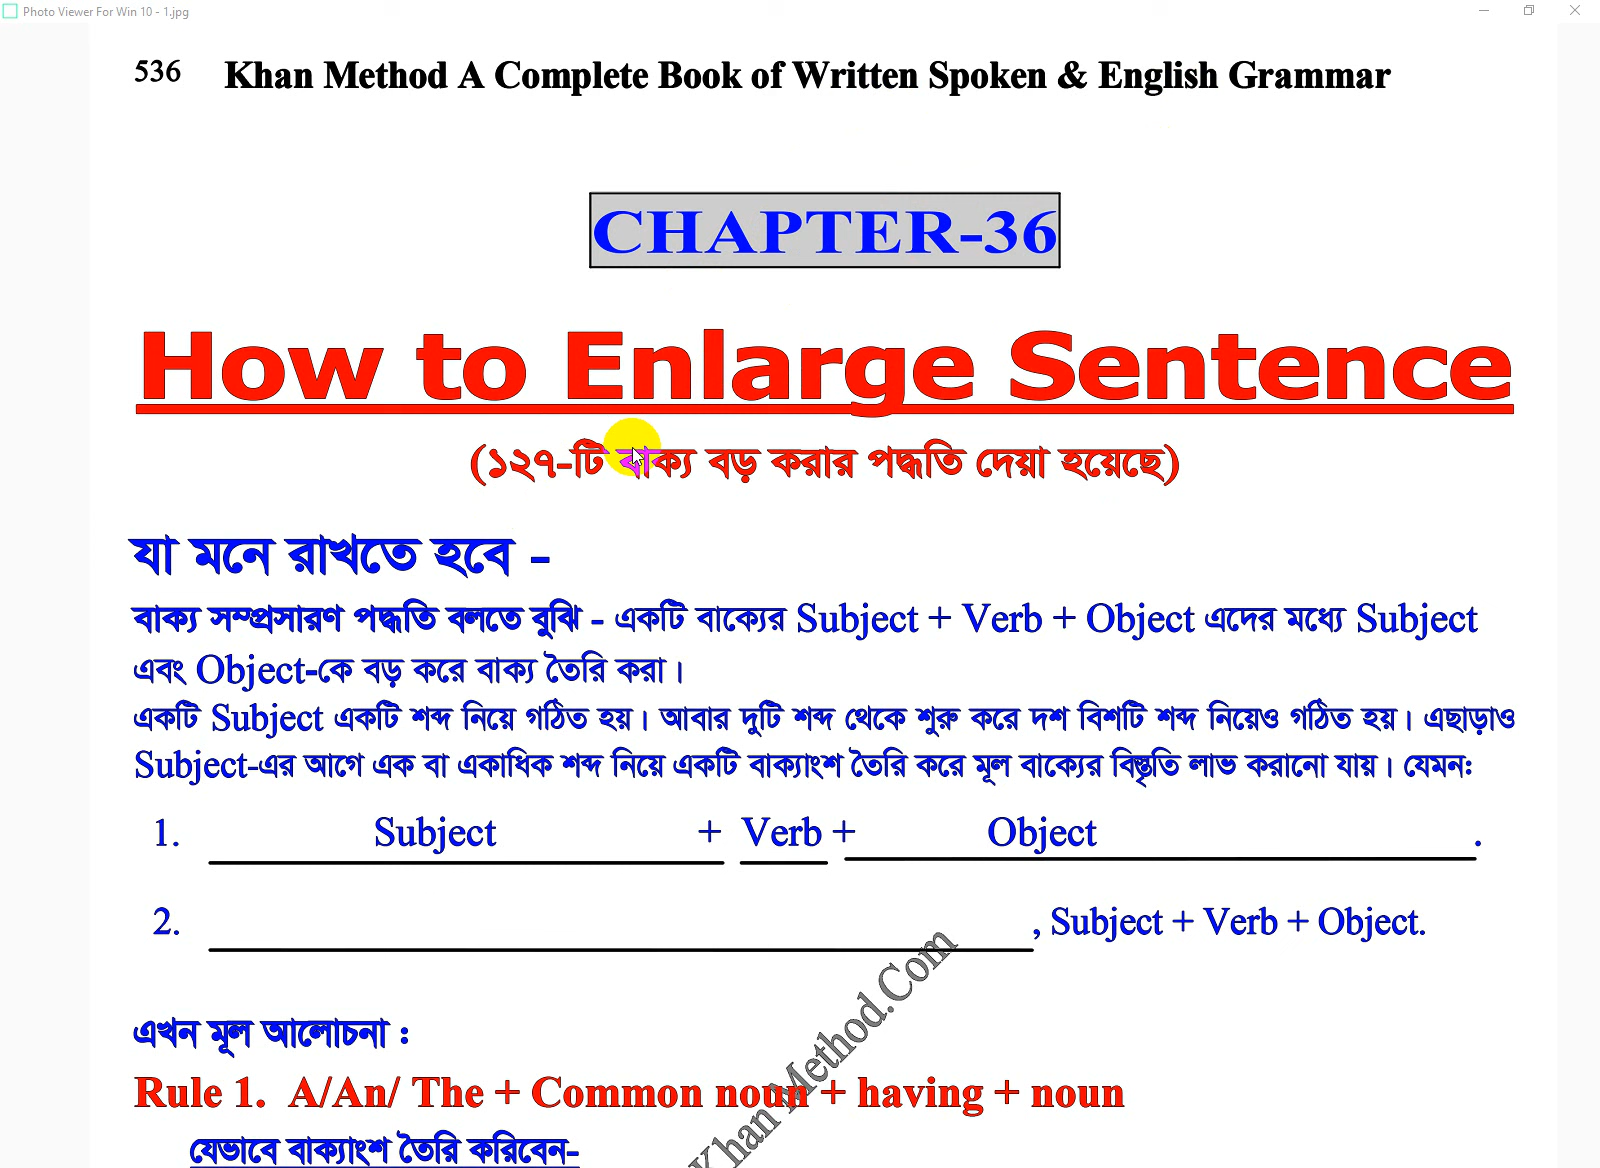 Photo Viewer For Win 10 - 1.jpg
536 Khan Method A Complete Book of Written Spoken & English Grammar
CHAPTER-36
How to Enlarge Sentence
(১২৭-টি বাক্য বড় করার পদ্ধতি দেয়া হয়েছে)
যা মনে রাখতে হবে -
বাক্য সম্প্রসারণ পদ্ধতি বলতে বুঝি - একটি বাক্যের Subject + Verb + Object এদের মধ্যে Subject
এবং Object-কে বড় করে বাক্য তৈরি করা।
একটি Subject একটি শব্দ নিয়ে গঠিত হয়। আবার দুটি শব্দ থেকে শুরু করে দশ বিশটি শব্দ নিয়েও গঠিত হয়। এছাড়াও
Subject-এর আগে এক বা একাধিক শব্দ নিয়ে একটি বাক্যাংশ তৈরি করে মূল বাক্যের বিস্তৃতি লাভ করানো যায়। যেমনঃ
1. Subject + Verb + Object .
2. , Subject + Verb + Object.
এখন মূল আলোচনা :
Rule 1. A/An/ The + Common noun + having + noun
যেভাবে বাক্যাংশ তৈরি করিবেন-
Khan Method.Com